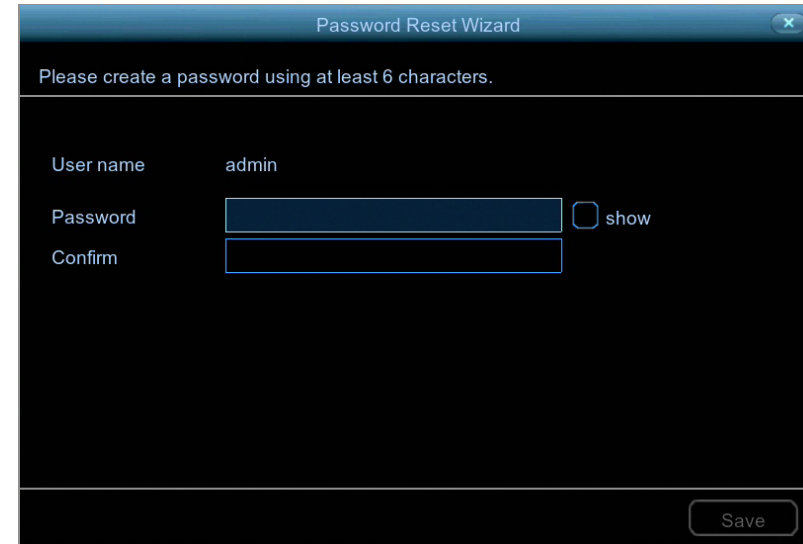 Password Reset Wizard
Please create a password using at least 6 characters.
User name admin
Password show
Confirm
Save